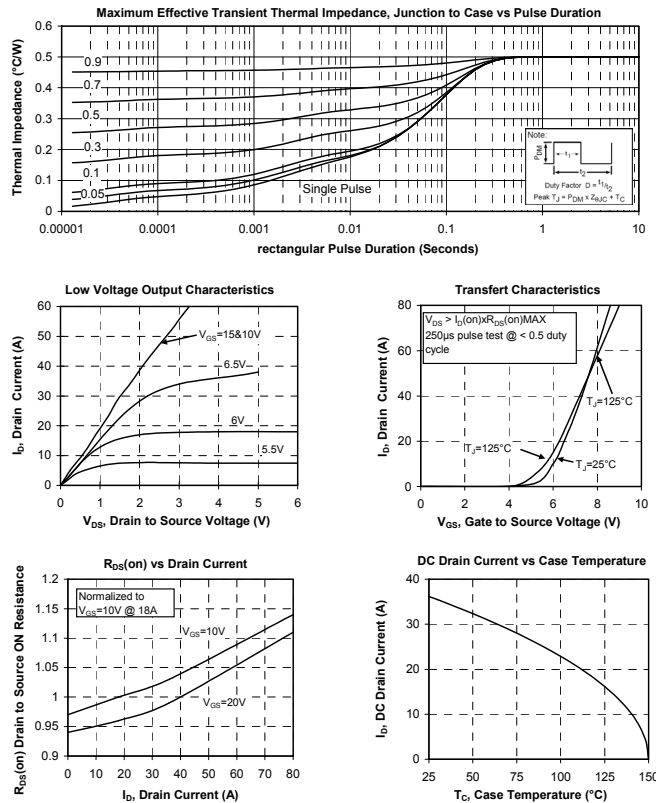 Maximum Effective Transient Thermal Impedance, Junction to Case vs Pulse Duration
Thermal Impedance (°C/W)
0.6
0.5
0.4
0.3
0.2
0.1
0
0.9
0.7
0.5
0.3
0.1
0.05
Single Pulse
Note:
PDM
t1
t2
Duty Factor D = t1/t2
Peak TJ = PDM x ZθJC + TC
0.00001 0.0001 0.001 0.01 0.1 1 10
rectangular Pulse Duration (Seconds)
Low Voltage Output Characteristics
ID, Drain Current (A)
60
50
40
30
20
10
0
VGS=15&10V
6.5V
6V
5.5V
0 1 2 3 4 5 6
VDS, Drain to Source Voltage (V)
Transfert Characteristics
ID, Drain Current (A)
80
60
40
20
0
VDS > ID(on)xRDS(on)MAX
250µs pulse test @ < 0.5 duty
cycle
TJ=125°C
TJ=125°C
TJ=25°C
0 2 4 6 8 10
VGS, Gate to Source Voltage (V)
RDS(on) vs Drain Current
RDS(on) Drain to Source ON Resistance
1.2
1.15
1.1
1.05
1
0.95
0.9
Normalized to
VGS=10V @ 18A
VGS=10V
VGS=20V
0 10 20 30 40 50 60 70 80
ID, Drain Current (A)
DC Drain Current vs Case Temperature
ID, DC Drain Current (A)
40
30
20
10
0
25 50 75 100 125 150
TC, Case Temperature (°C)